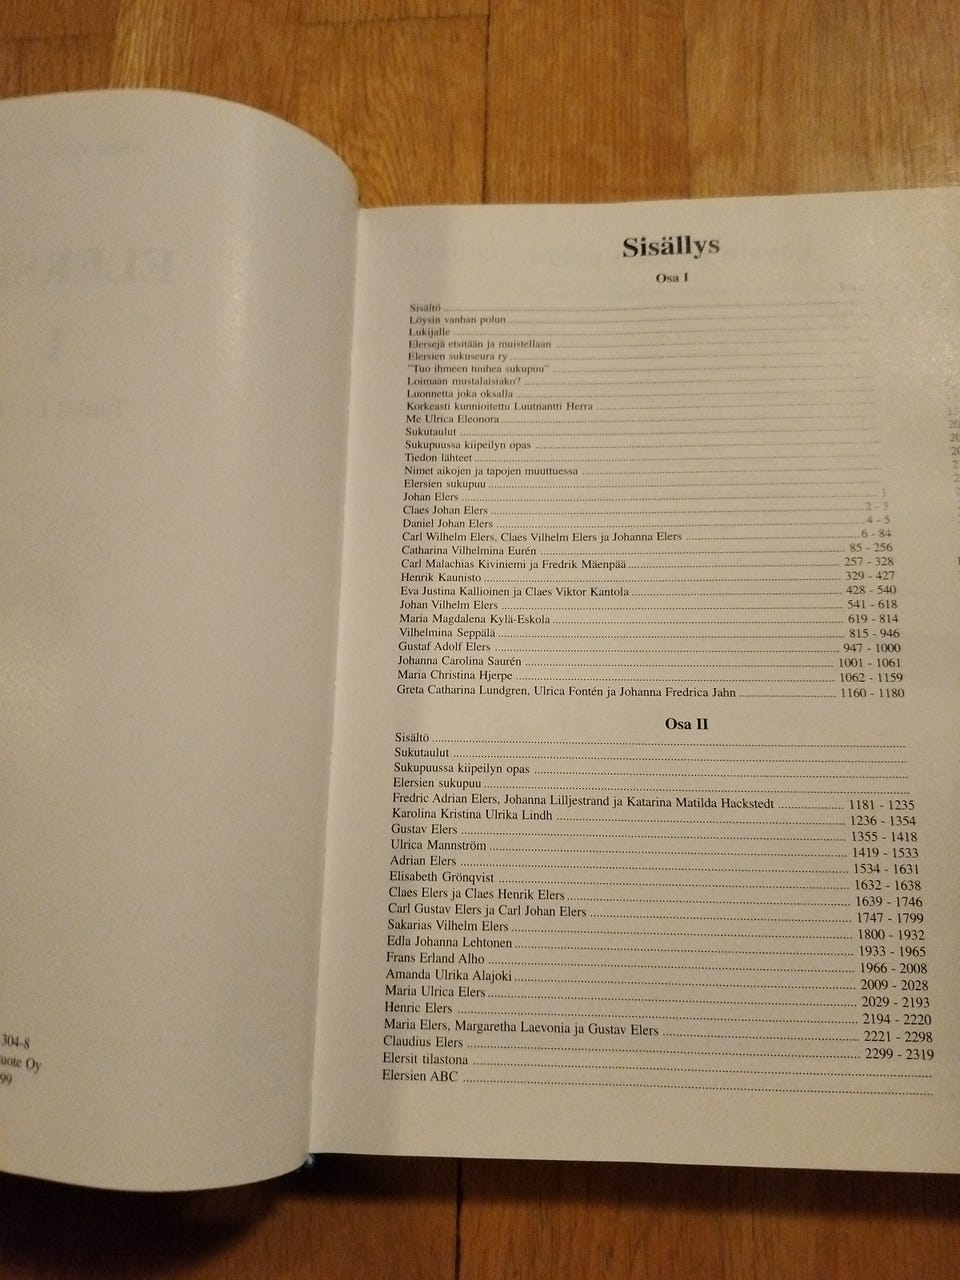 304-8
uote Oy
99
Sisällys
Osa I
Sisältö
Löysin vanhan polun
Lukijalle
Elersejä etsitään ja muistellaan
Elersien sukuseura ry
"Tuo ihmeen tuuhea sukupuu"
Loimaan mustalaisiako?
Luonnetta joka oksalla
Korkeasti kunnioitettu Luutnantti Herra
Me Ulrica Eleonora
Sukutaulut
Sukupuussa kiipeilyn opas
Tiedon lähteet
Nimet aikojen ja tapojen muuttuessa
Elersien sukupuu
Johan Elers 1
Claes Johan Elers 2 - 3
Daniel Johan Elers 4 - 5
Carl Wilhelm Elers, Claes Vilhelm Elers ja Johanna Elers 6 - 84
Catharina Vilhelmina Eurén 85 - 256
Carl Malachias Kiviniemi ja Fredrik Mäenpää 257 - 328
Henrik Kaunisto 329 - 427
Eva Justina Kallioinen ja Claes Viktor Kantola 428 - 540
Johan Vilhelm Elers 541 - 618
Maria Magdalena Kylä-Eskola 619 - 814
Vilhelmina Seppälä 815 - 946
Gustaf Adolf Elers 947 - 1000
Johanna Carolina Saurén 1001 - 1061
Maria Christina Hjerpe 1062 - 1159
Greta Catharina Lundgren, Ulrica Fontén ja Johanna Fredrica Jahn 1160 - 1180
Osa II
Sisältö
Sukutaulut
Sukupuussa kiipeilyn opas
Elersien sukupuu
Fredric Adrian Elers, Johanna Lilljestrand ja Katarina Matilda Hackstedt 1181 - 1235
Karolina Kristina Ulrika Lindh 1236 - 1354
Gustav Elers 1355 - 1418
Ulrica Mannström 1419 - 1533
Adrian Elers 1534 - 1631
Elisabeth Grönqvist 1632 - 1638
Claes Elers ja Claes Henrik Elers 1639 - 1746
Carl Gustav Elers ja Carl Johan Elers 1747 - 1799
Sakarias Vilhelm Elers 1800 - 1932
Edla Johanna Lehtonen 1933 - 1965
Frans Erland Alho 1966 - 2008
Amanda Ulrika Alajoki 2009 - 2028
Maria Ulrica Elers 2029 - 2193
Henric Elers 2194 - 2220
Maria Elers, Margaretha Laevonia ja Gustav Elers 2221 - 2298
Claudius Elers 2299 - 2319
Elersit tilastona
Elersien ABC